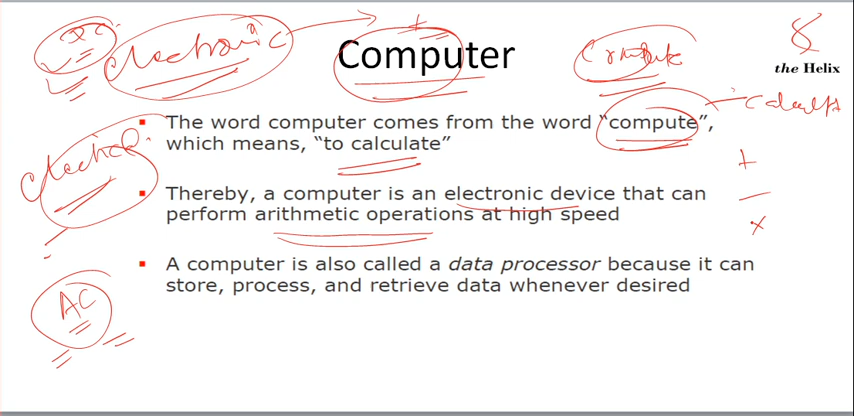 Electronic
Computer
Compute
the Helix
▪ The word computer comes from the word “compute”,
which means, “to calculate”
Electrical
+
▪ Thereby, a computer is an electronic device that can
perform arithmetic operations at high speed
×
▪ A computer is also called a data processor because it can
store, process, and retrieve data whenever desired
AC